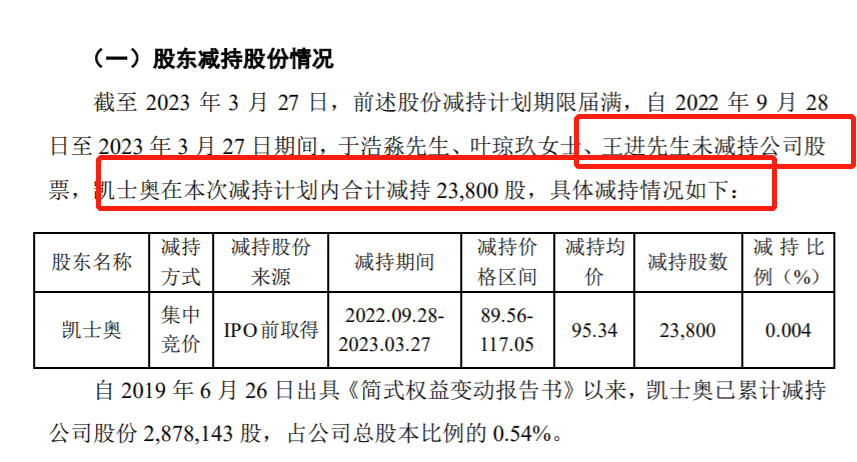 （一）股东减持股份情况
截至 2023 年 3 月 27 日，前述股份减持计划期限届满，自 2022 年 9 月 28
日至 2023 年 3 月 27 日期间，于浩淼先生、叶琼玖女士、王进先生未减持公司股
票，凯士奥在本次减持计划内合计减持 23,800 股，具体减持情况如下：
股东名称 减持方式 减持股份来源 减持期间 减持价格区间 减持均价 减持股数 减持比例（%）
凯士奥 集中竞价 IPO 前取得 2022.09.28-2023.03.27 89.56-117.05 95.34 23,800 0.004
自 2019 年 6 月 26 日出具《简式权益变动报告书》以来，凯士奥已累计减持
公司股份 2,878,143 股，占公司总股本比例的 0.54%。